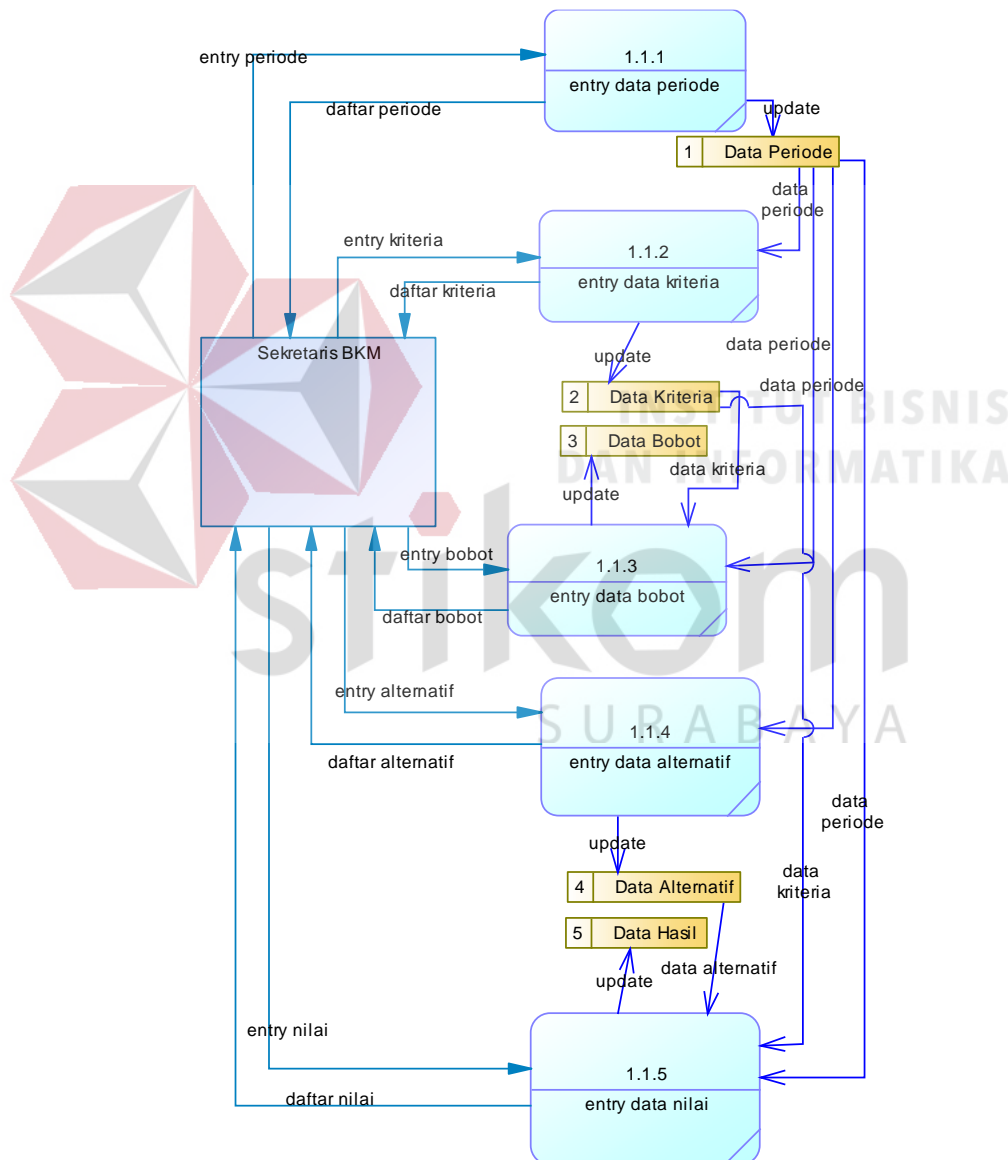 entry periode
1.1.1
entry data periode
daftar periode
update
1 Data Periode
data
periode
entry kriteria
1.1.2
entry data kriteria
daftar kriteria
Sekretaris BKM
update
data periode
data periode
2 Data Kriteria
INSTITUT BISNIS
3 Data Bobot
DAN INFORMATIKA
data kriteria
update
entry bobot
1.1.3
entry data bobot
daftar bobot
stikom
entry alternatif
SURABAYA
1.1.4
daftar alternatif
entry data alternatif
data
periode
update
data
kriteria
4 Data Alternatif
5 Data Hasil
data alternatif
update
entry nilai
1.1.5
daftar nilai
entry data nilai